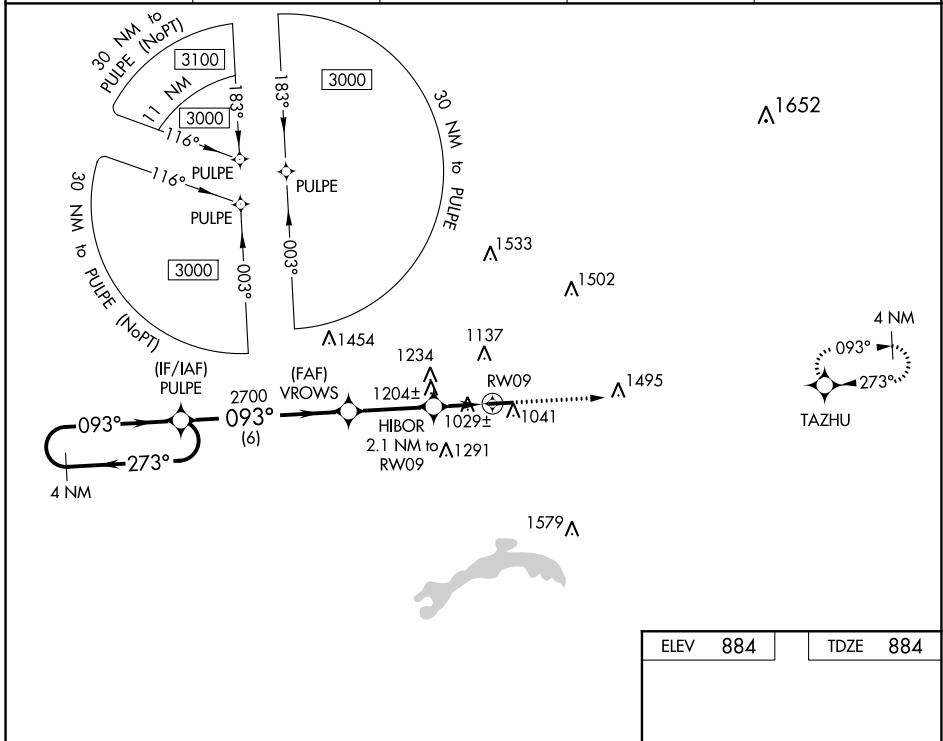 30 NM to
PULPE (NoPT)
3100
11 NM
3000
183°
116°
PULPE
183°
3000
30 NM to PULPE
PULPE
003°
116°
PULPE
30 NM to PULPE (NoPT)
3000
003°
1652
1533
1502
1454
1137
1234
1204±
RW09
1495
1029±
1041
HIBOR
2.1 NM to
RW09
1291
(IF/IAF)
PULPE
2700
093°
(6)
(FAF)
VROWS
093°
273°
4 NM
4 NM
093°
273°
TAZHU
1579
ELEV 884
TDZE 884